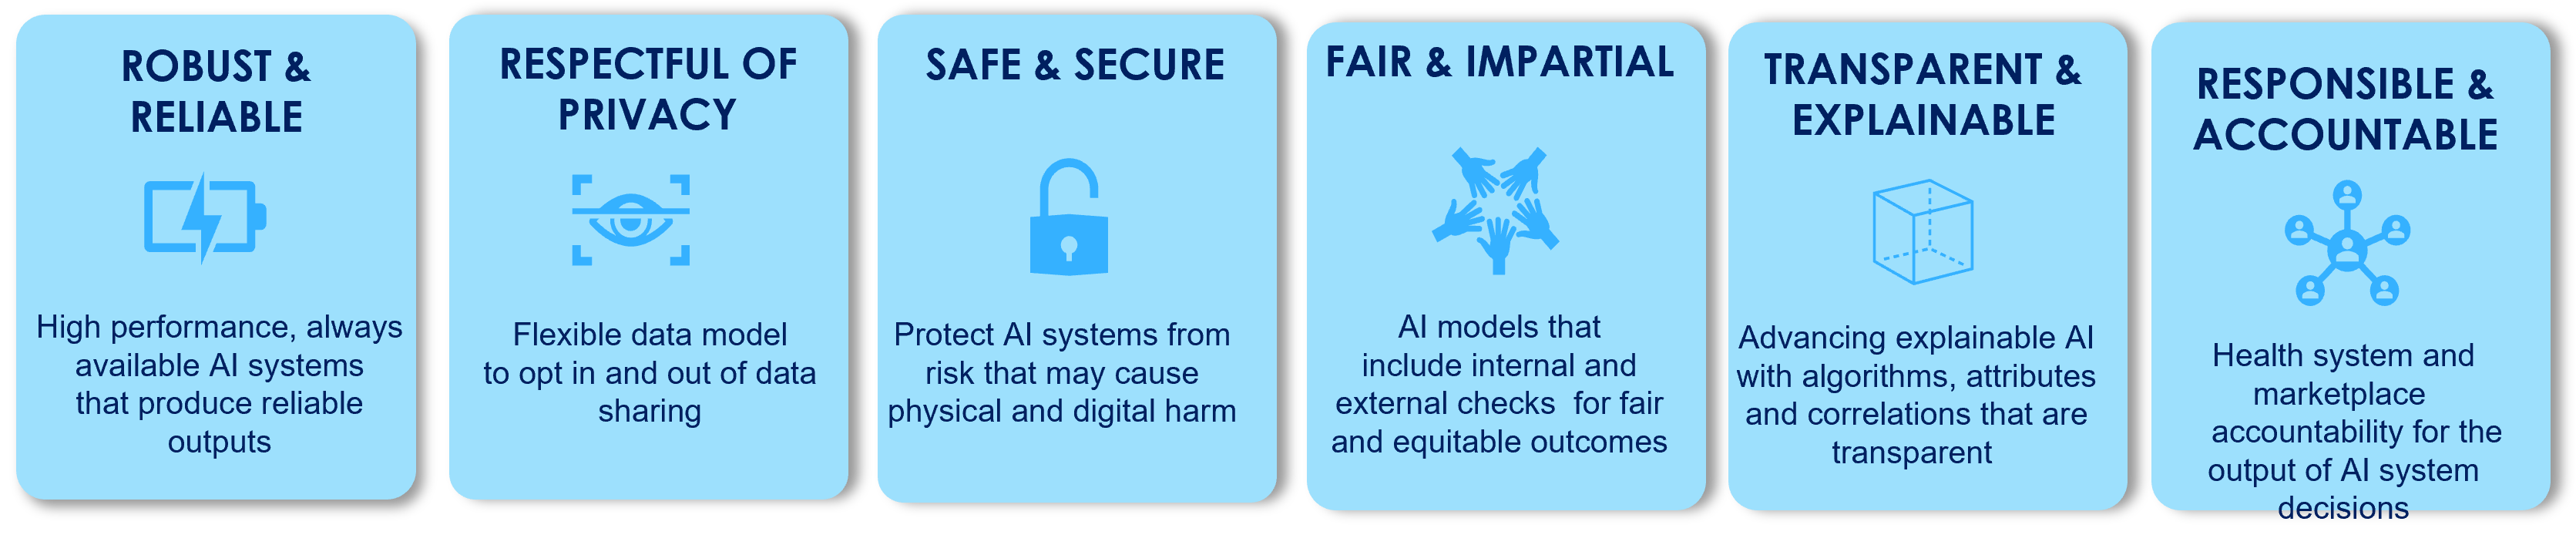 ROBUST &
RELIABLE
High performance, always
available AI systems
that produce reliable
outputs
RESPECTFUL OF
PRIVACY
Flexible data model
to opt in and out of data
sharing
SAFE & SECURE
Protect AI systems from
risk that may cause
physical and digital harm
FAIR & IMPARTIAL
AI models that
include internal and
external checks  for fair
and equitable outcomes
TRANSPARENT &
EXPLAINABLE
Advancing explainable AI
with algorithms, attributes
and correlations that are
transparent
RESPONSIBLE &
ACCOUNTABLE
Health system and
marketplace
accountability for the
output of AI system
decisions